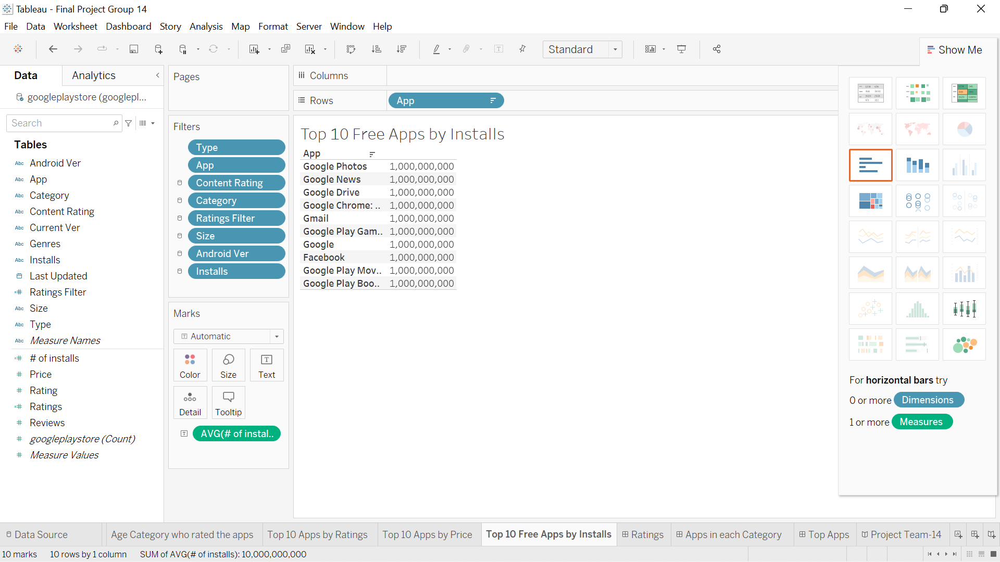 Tableau - Final Project Group 14
File Data Worksheet Dashboard Story Analysis Map Format Server Window Help
Standard
Show Me
Data Analytics
googleplaystore (googlepl...
Search
Tables
Abc Android Ver
Abc App
Abc Category
Abc Content Rating
Abc Current Ver
Abc Genres
Abc Installs
Last Updated
Ratings Filter
Abc Size
Abc Type
Abc Measure Names
# of installs
Price
Rating
Ratings
Reviews
googleplaystore (Count)
Measure Values
Pages
Filters
Type
App
Content Rating
Category
Ratings Filter
Size
Android Ver
Installs
Marks
Automatic
Color Size Text
Detail Tooltip
AVG(# of instal..
Columns
Rows App
Top 10 Free Apps by Installs
App
Google Photos 1,000,000,000
Google News 1,000,000,000
Google Drive 1,000,000,000
Google Chrome: .. 1,000,000,000
Gmail 1,000,000,000
Google Play Gam.. 1,000,000,000
Google 1,000,000,000
Facebook 1,000,000,000
Google Play Mov.. 1,000,000,000
Google Play Boo.. 1,000,000,000
For horizontal bars try
0 or more Dimensions
1 or more Measures
Data Source Age Category who rated the apps Top 10 Apps by Ratings Top 10 Apps by Price Top 10 Free Apps by Installs Ratings Apps in each Category Top Apps Project Team-14
10 marks 10 rows by 1 column SUM of AVG(# of installs): 10,000,000,000